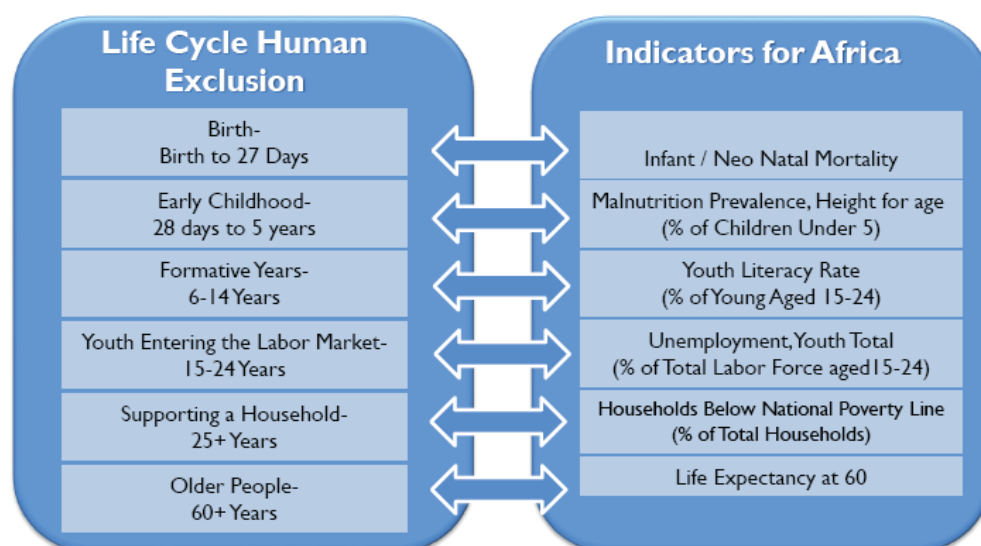 Life Cycle Human
Exclusion
Birth-
Birth to 27 Days
Early Childhood-
28 days to 5 years
Formative Years-
6-14 Years
Youth Entering the Labor Market-
15-24 Years
Supporting a Household-
25+ Years
Older People-
60+ Years
Indicators for Africa
Infant / Neo Natal Mortality
Malnutrition Prevalence, Height for age
(% of Children Under 5)
Youth Literacy Rate
(% of Young Aged 15-24)
Unemployment, Youth Total
(% of Total Labor Force aged15-24)
Households Below National Poverty Line
(% of Total Households)
Life Expectancy at 60